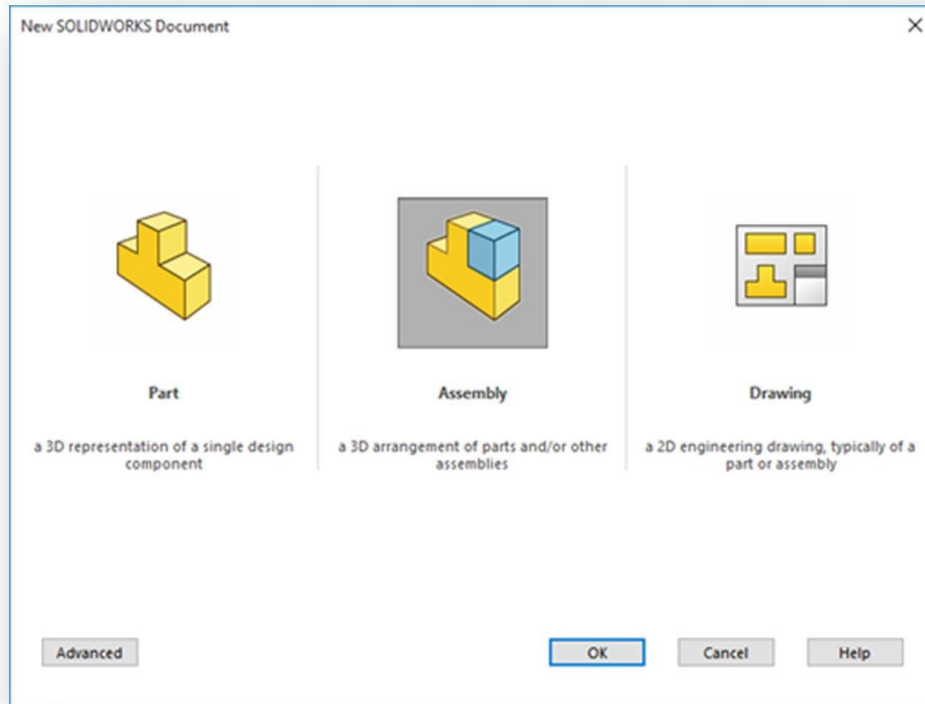 New SOLIDWORKS Document
Part
a 3D representation of a single design
component
Assembly
a 3D arrangement of parts and/or other
assemblies
Drawing
a 2D engineering drawing, typically of a
part or assembly
Advanced
OK
Cancel
Help